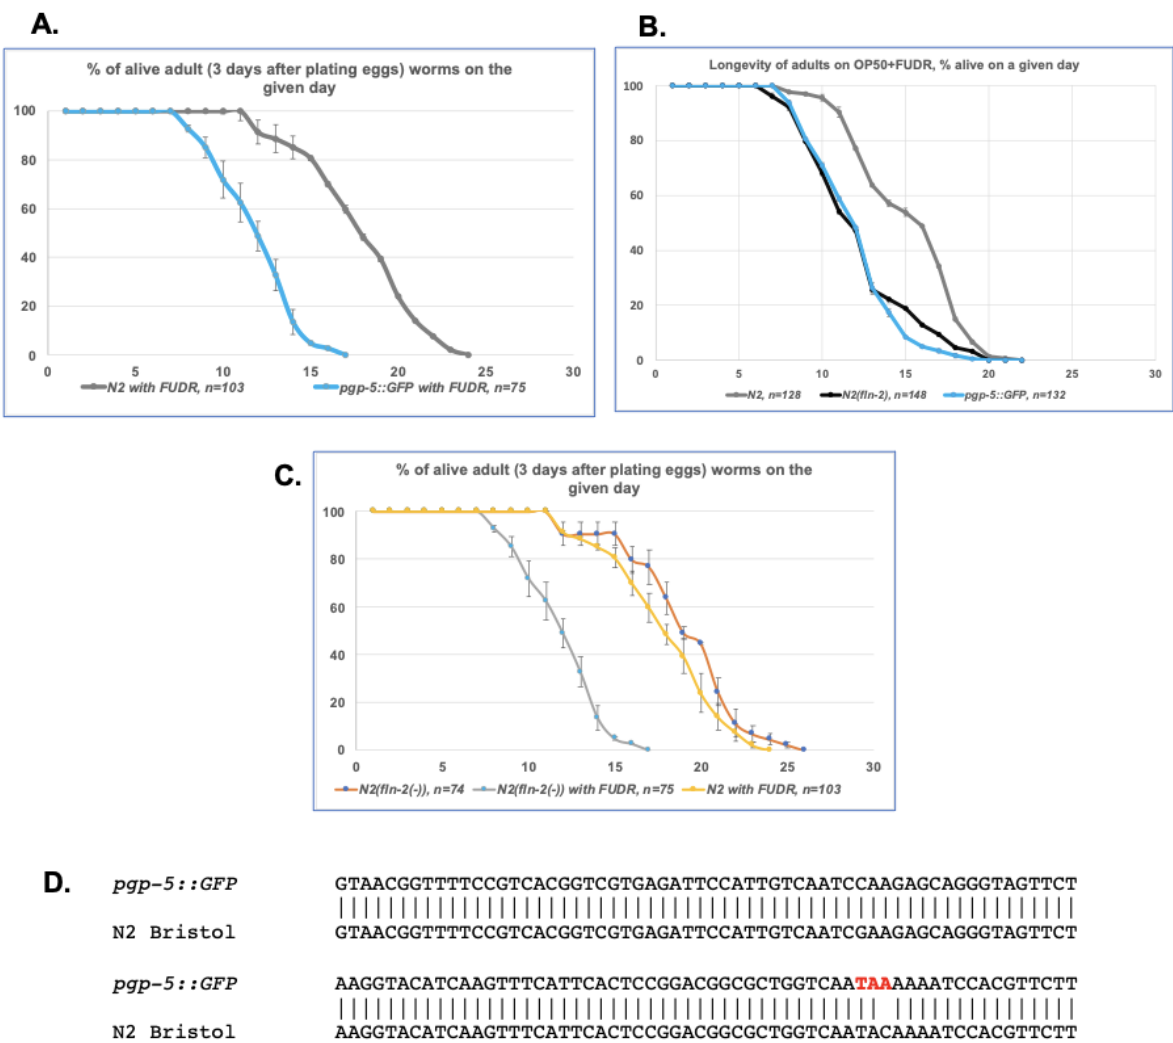 A.
% of alive adult (3 days after plating eggs) worms on the
given day
100
80
60
40
20
0
0 5 10 15 20 25 30
N2 with FUDR, n=103 pgp-5::GFP with FUDR, n=75
B.
Longevity of adults on OP50+FUDR, % alive on a given day
100
80
60
40
20
0
0 5 10 15 20 25 30
N2, n=128 N2(fln-2), n=148 pgp-5::GFP, n=132
C.
% of alive adult (3 days after plating eggs) worms on the
given day
100
80
60
40
20
0
0 5 10 15 20 25 30
N2(fln-2(-)), n=74 N2(fln-2(-)) with FUDR, n=75 N2 with FUDR, n=103
D.
pgp-5::GFP GTAACGGTTTTCCGTCACGGTCGTGAGATTCCATTGTCAATCCAAGAGCAGGGTAGTTCT
N2 Bristol GTAACGGTTTTCCGTCACGGTCGTGAGATTCCATTGTCAATCGAAGAGCAGGGTAGTTCT
pgp-5::GFP AAGGTACATCAAGTTTCATTCACTCCGGACGGCGCTGGTCAATAAAAAATCCACGTTCTT
N2 Bristol AAGGTACATCAAGTTTCATTCACTCCGGACGGCGCTGGTCAATACAAAATCCACGTTCTT